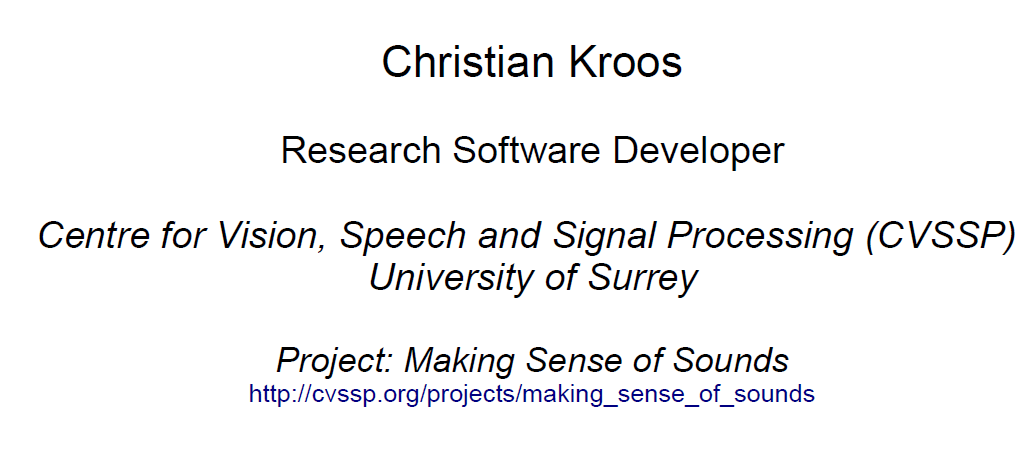 Christian Kroos
Research Software Developer
Centre for Vision, Speech and Signal Processing (CVSSP)
University of Surrey
Project: Making Sense of Sounds
http://cvssp.org/projects/making_sense_of_sounds